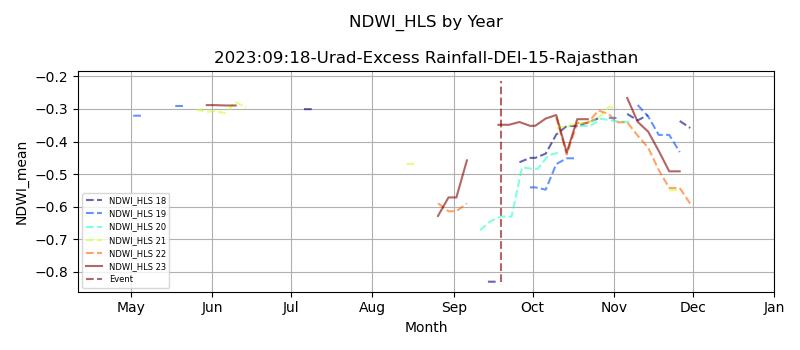 NDWI_HLS by Year
2023:09:18-Urad-Excess Rainfall-DEI-15-Rajasthan
−0.2
−0.3
−0.4
−0.5
−0.6
−0.7
−0.8
NDWI_mean
NDWI_HLS 18
NDWI_HLS 19
NDWI_HLS 20
NDWI_HLS 21
NDWI_HLS 22
NDWI_HLS 23
Event
May Jun Jul Aug Sep Oct Nov Dec Jan
Month